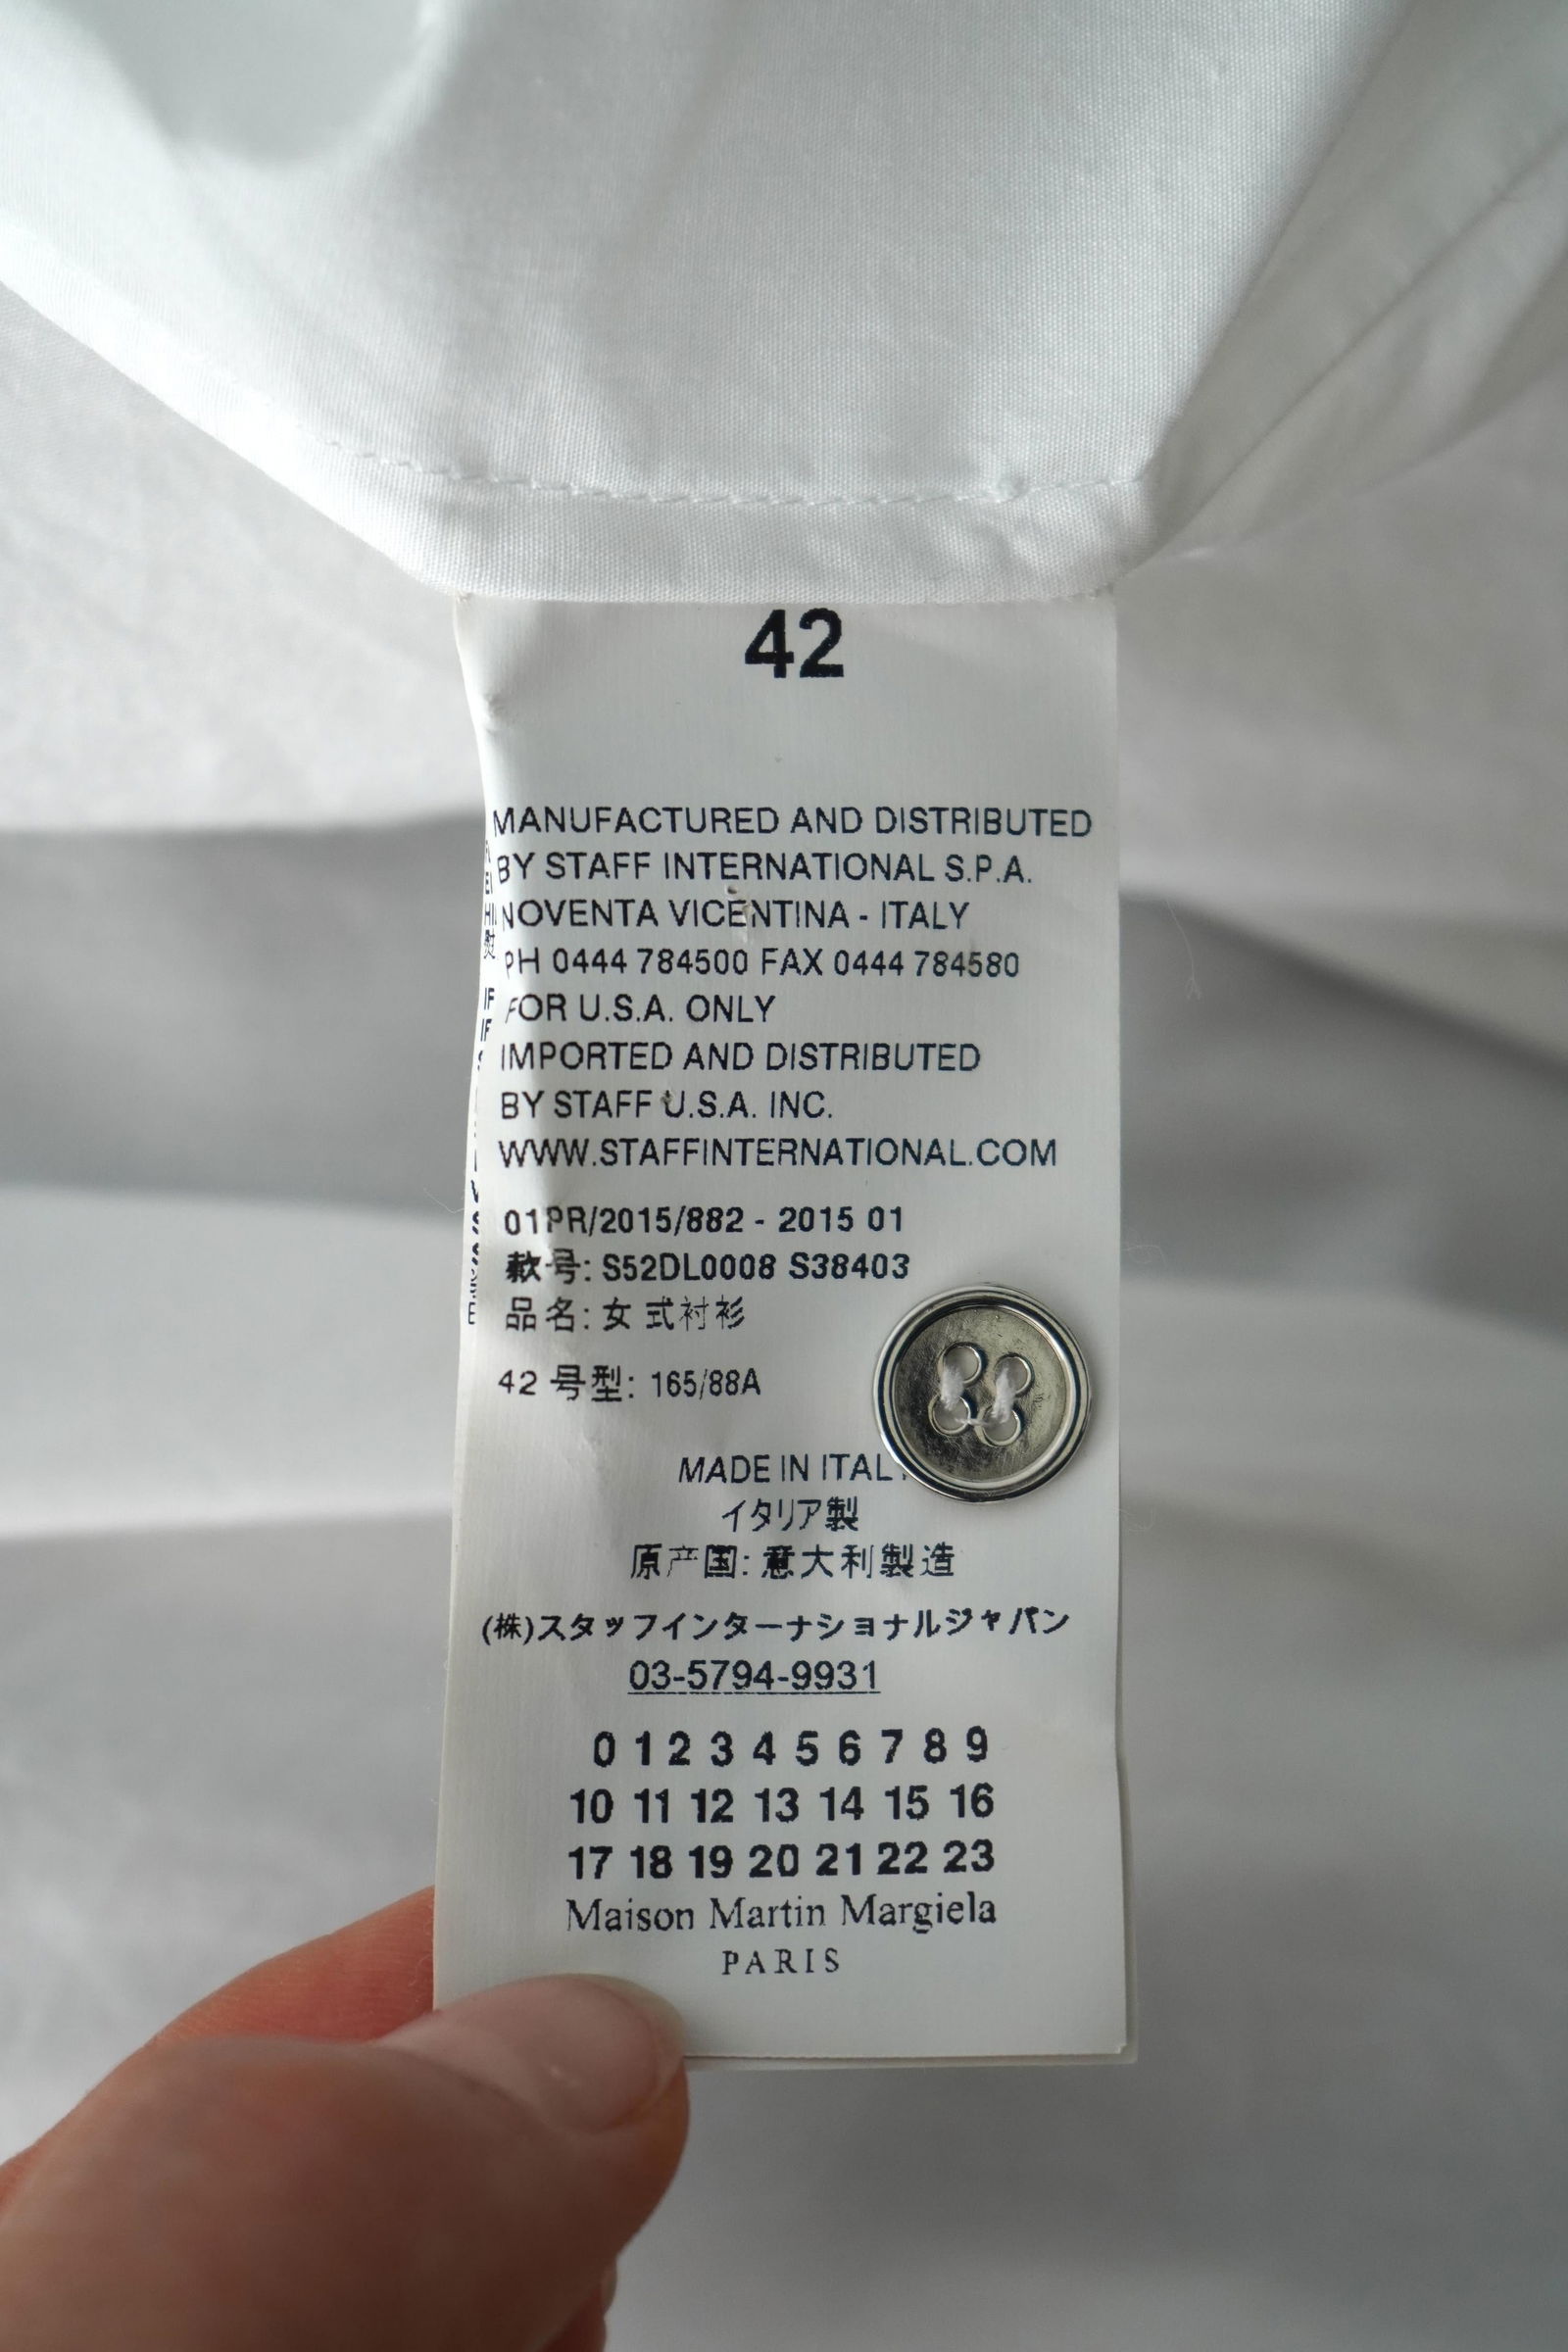 42
MANUFACTURED AND DISTRIBUTED
BY STAFF INTERNATIONAL S.P.A.
NOVENTA VICENTINA - ITALY
PH 0444 784500 FAX 0444 784580
FOR U.S.A. ONLY
IMPORTED AND DISTRIBUTED
BY STAFF U.S.A. INC.
WWW.STAFFINTERNATIONAL.COM
01PR/2015/882 - 2015 01
款号: S52DL0008 S38403
品名: 女式衬衫
42 号型: 165/88A
MADE IN ITALY
イタリア製
原产国: 意大利製造
(株)スタッフインターナショナルジャパン
03-5794-9931
0 1 2 3 4 5 6 7 8 9
10 11 12 13 14 15 16
17 18 19 20 21 22 23
Maison Martin Margiela
PARIS